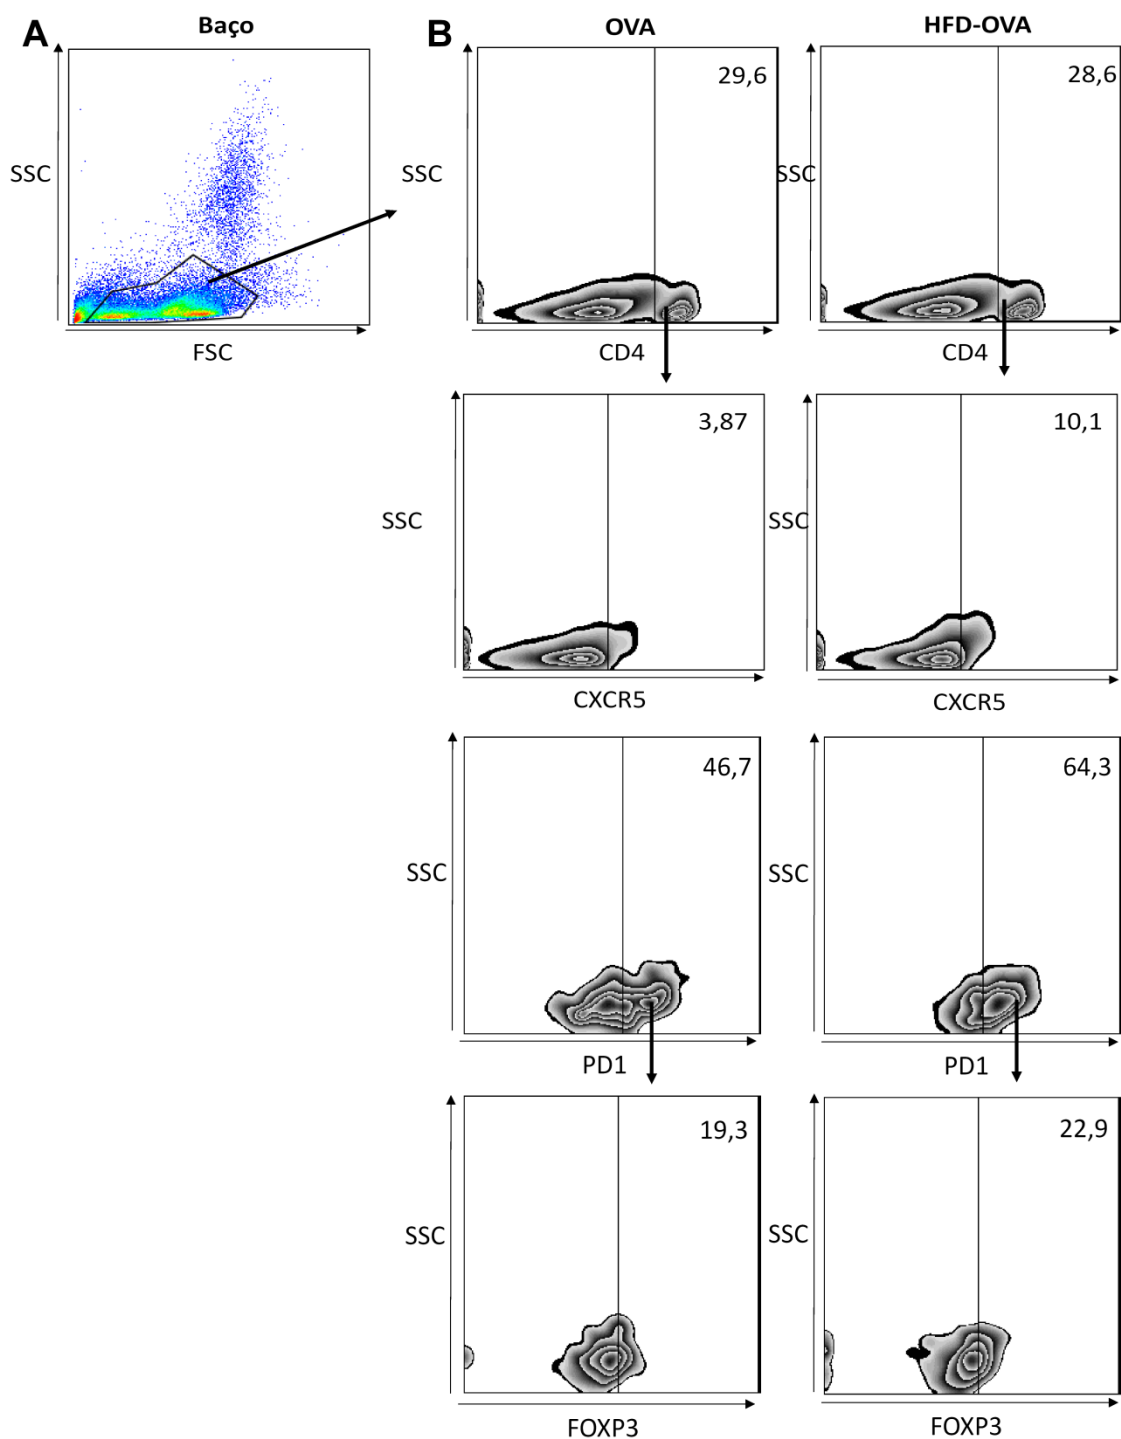 A
Baço
B
OVA
HFD-OVA
SSC
FSC
SSC
29,6
CD4
SSC
28,6
CD4
SSC
3,87
CXCR5
SSC
10,1
CXCR5
SSC
46,7
PD1
SSC
64,3
PD1
SSC
19,3
FOXP3
SSC
22,9
FOXP3